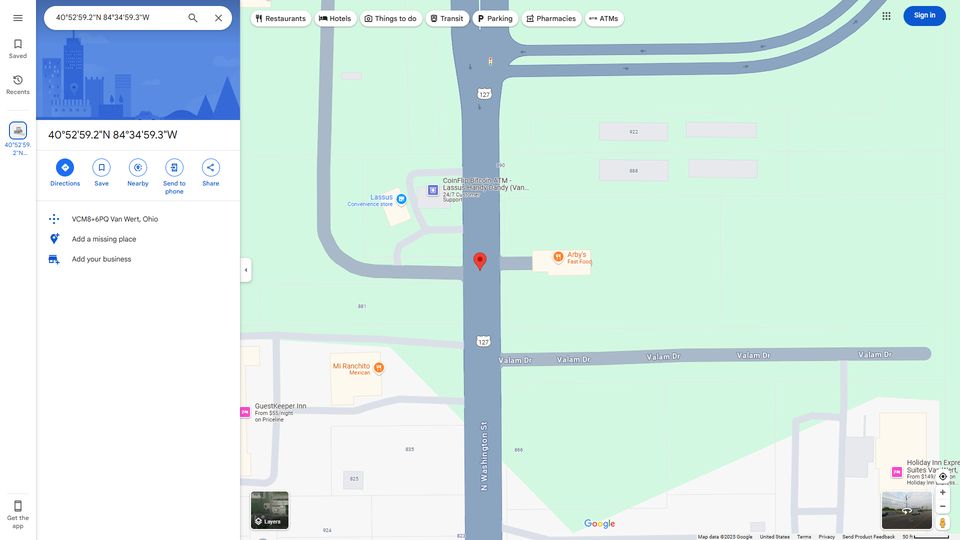 40°52'59.2"N 84°34'59.3"W
Restaurants
Hotels
Things to do
Transit
Parking
Pharmacies
ATMs
Sign in
Saved
Recents
40°52'59.
2"N...
40°52'59.2"N 84°34'59.3"W
Directions
Save
Nearby
Send to
phone
Share
VCM8+6PQ Van Wert, Ohio
Add a missing place
Add your business
Get the
app
127
922
888
890
CoinFlip Bitcoin ATM -
Lassus Handy Dandy (Van...
24/7 Customer
Support
Lassus
Convenience store
Arby's
Fast Food
881
127
Valam Dr
Valam Dr
Valam Dr
Valam Dr
Valam Dr
Mi Ranchito
Mexican
GuestKeeper Inn
From $55/night
on Priceline
N Washington St
835
868
825
924
823
Holiday Inn Expre
Suites Van Wert,
From $149/
on
Holiday Inn Express...
Layers
Google
Map data ©2025 Google
United States
Terms
Privacy
Send Product Feedback
50 ft